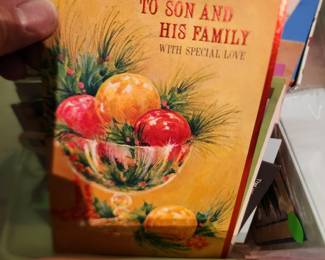 TO SON AND
HIS FAMILY
WITH SPECIAL LOVE